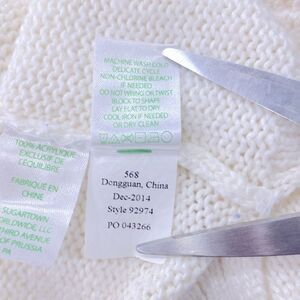 MACHINE WASH COLD
DELICATE CYCLE
NON-CHLORINE BLEACH
IF NEEDED
DO NOT WRING OR TWIST
BLOCK TO SHAPE
LAY FLAT TO DRY
COOL IRON IF NEEDED
OR DRY CLEAN
100% ACRYLIQUE
EXCLUSIF DE
L'EQUILIBRE
FABRIQUE EN
CHINE
SUGARTOWN
WORLDWIDE LLC
THIRD AVENUE
OF PRUSSIA
PA
568
Dongguan, China
Dec-2014
Style 92974
PO 043266